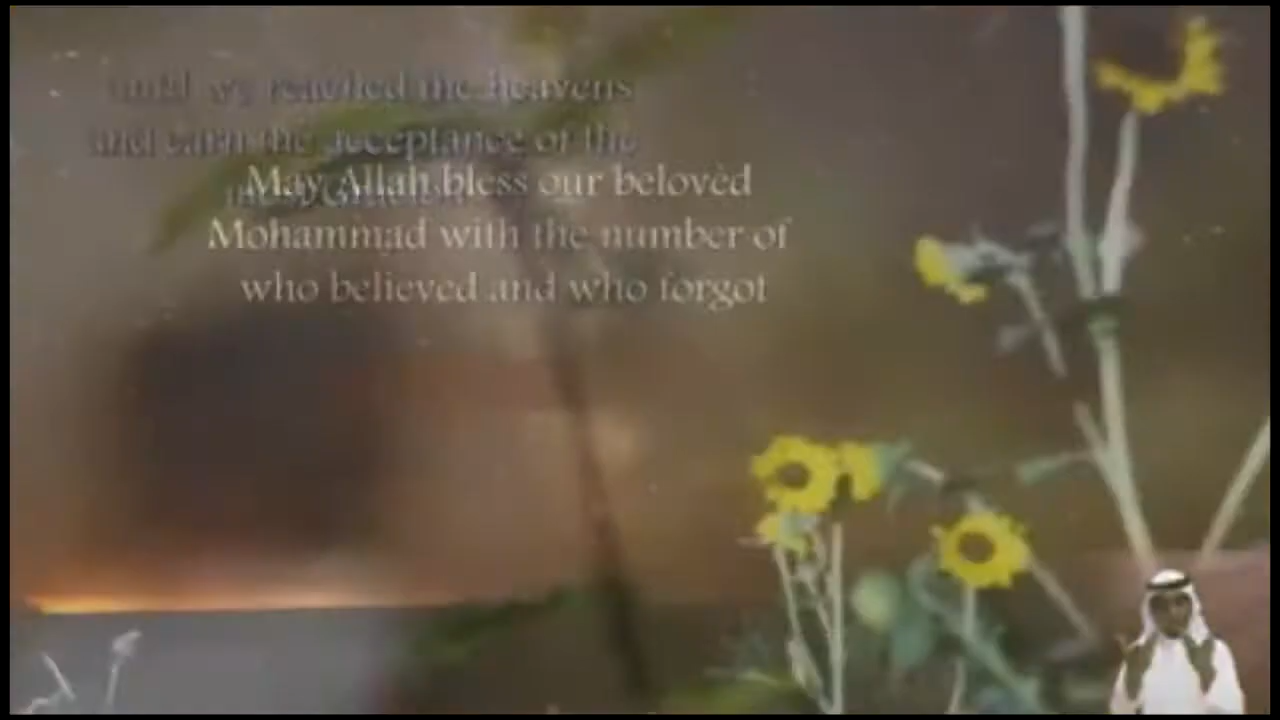 until we reached the heavens
and earn the acceptance of the
May Allah bless our beloved
Mohammad with the number of
who believed and who forgot